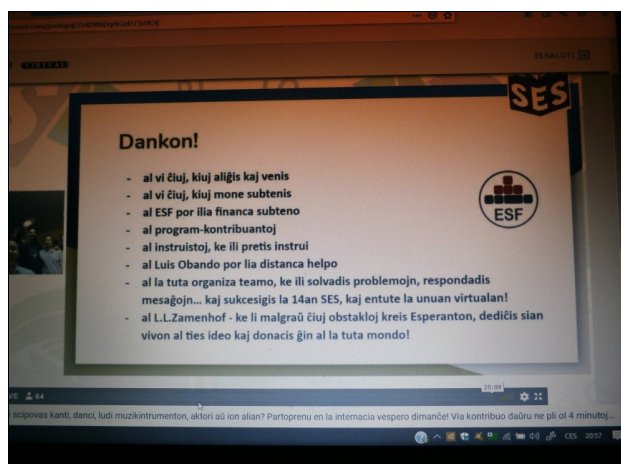 VIRTUAL
ELSALUTI
SES
Dankon!
- al vi ĉiuj, kiuj aliĝis kaj venis
- al vi ĉiuj, kiuj mone subtenis
- al ESF por ilia financa subteno
- al program-kontribuantoj
- al instruistoj, ke ili pretis instrui
- al Luis Obando por lia distanca helpo
- al la tuta organiza teamo, ke ili solvadis problemojn, respondadis
mesaĝojn... kaj sukcesigis la 14an SES, kaj entute la unuan virtualan!
- al L.L.Zamenhof - ke li malgraŭ ĉiuj obstakloj kreis Esperanton, dediĉis sian
vivon al ties ideo kaj donacis ĝin al la tuta mondo!
ESF
25:09
64
scipovas kanti, danci, ludi muzikintrumenton, aktori aŭ ion alian? Partoprenu en la internacia vespero dimanĉe! Via kontribuo daŭru ne pli ol 4 minutoj...
CES 20:57